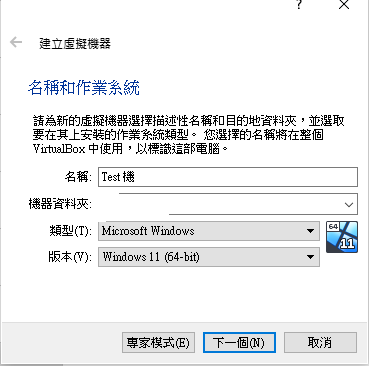 ?
建立虛擬機器
名稱和作業系統
請為新的虛擬機器選擇描述性名稱和目的地資料夾，並選取
要在其上安裝的作業系統類型。您選擇的名稱將在整個
VirtualBox 中使用，以標識這部電腦。
名稱: Test 機
機器資料夾:
類型(T): Microsoft Windows
64
11
版本(V): Windows 11 (64-bit)
專家模式(E) 下一個(N) 取消